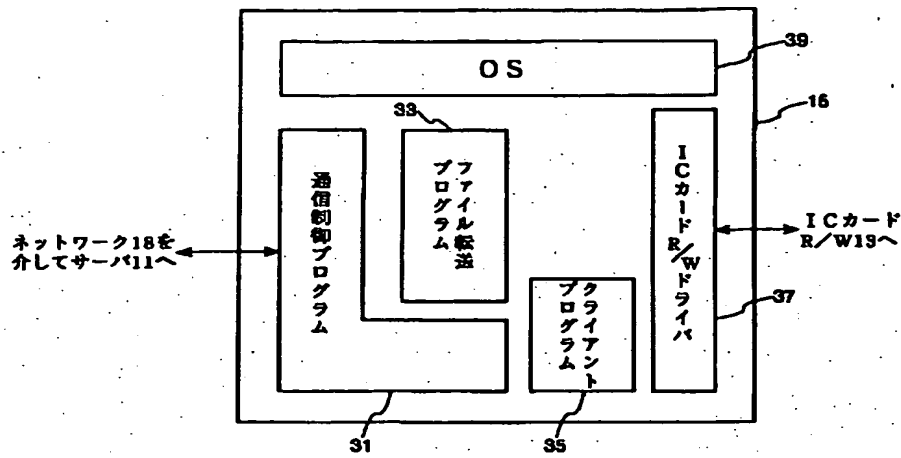 39
OS
15
33
ファイル転送
プログラム
ICカードR/Wドライバ
通信制御プログラム
ネットワーク18を
介してサーバ11へ
ICカード
R/W13へ
クライアント
プログラム
37
31
35